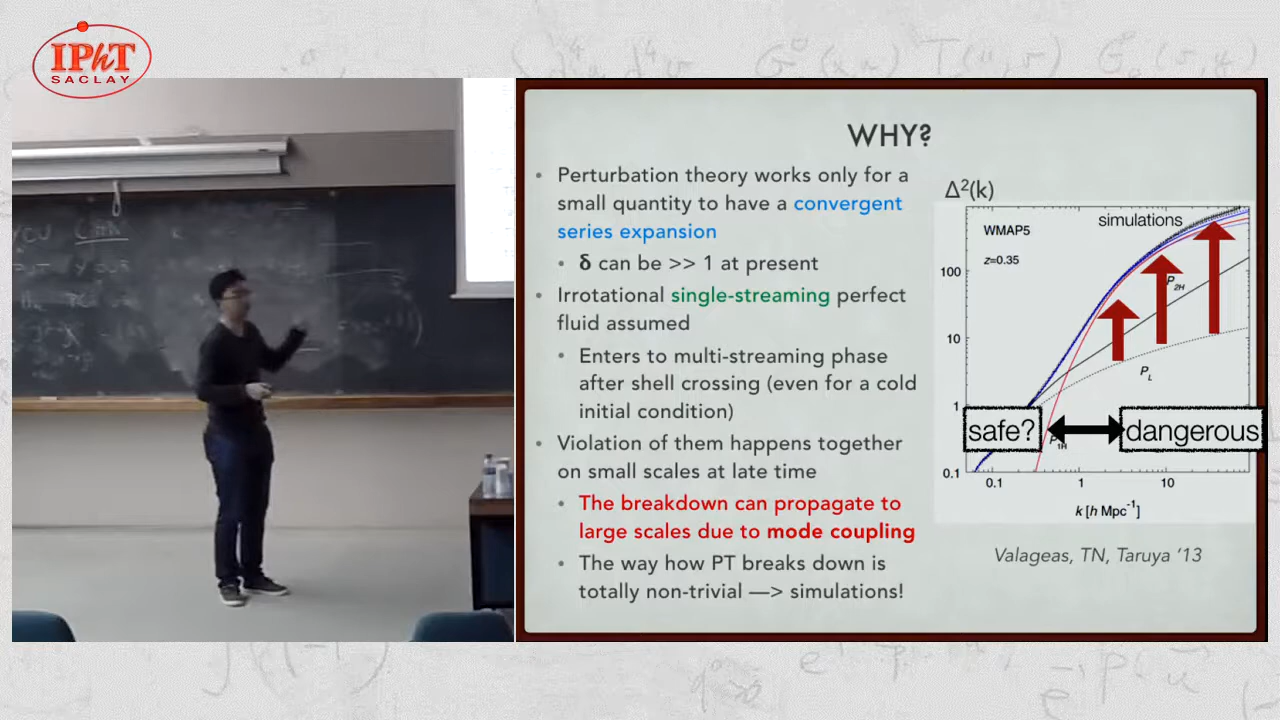 IPhT
SACLAY
WHY?
• Perturbation theory works only for a
small quantity to have a convergent
series expansion
• δ can be >> 1 at present
• Irrotational single-streaming perfect
fluid assumed
• Enters to multi-streaming phase
after shell crossing (even for a cold
initial condition)
• Violation of them happens together
on small scales at late time
• The breakdown can propagate to
large scales due to mode coupling
• The way how PT breaks down is
totally non-trivial —> simulations!
Δ²(k)
simulations
WMAP5
z=0.35
100
10
1
0.1
P2H
PL
P1H
safe?
dangerous
0.1 1 10
k [h Mpc⁻¹]
Valageas, TN, Taruya ’13